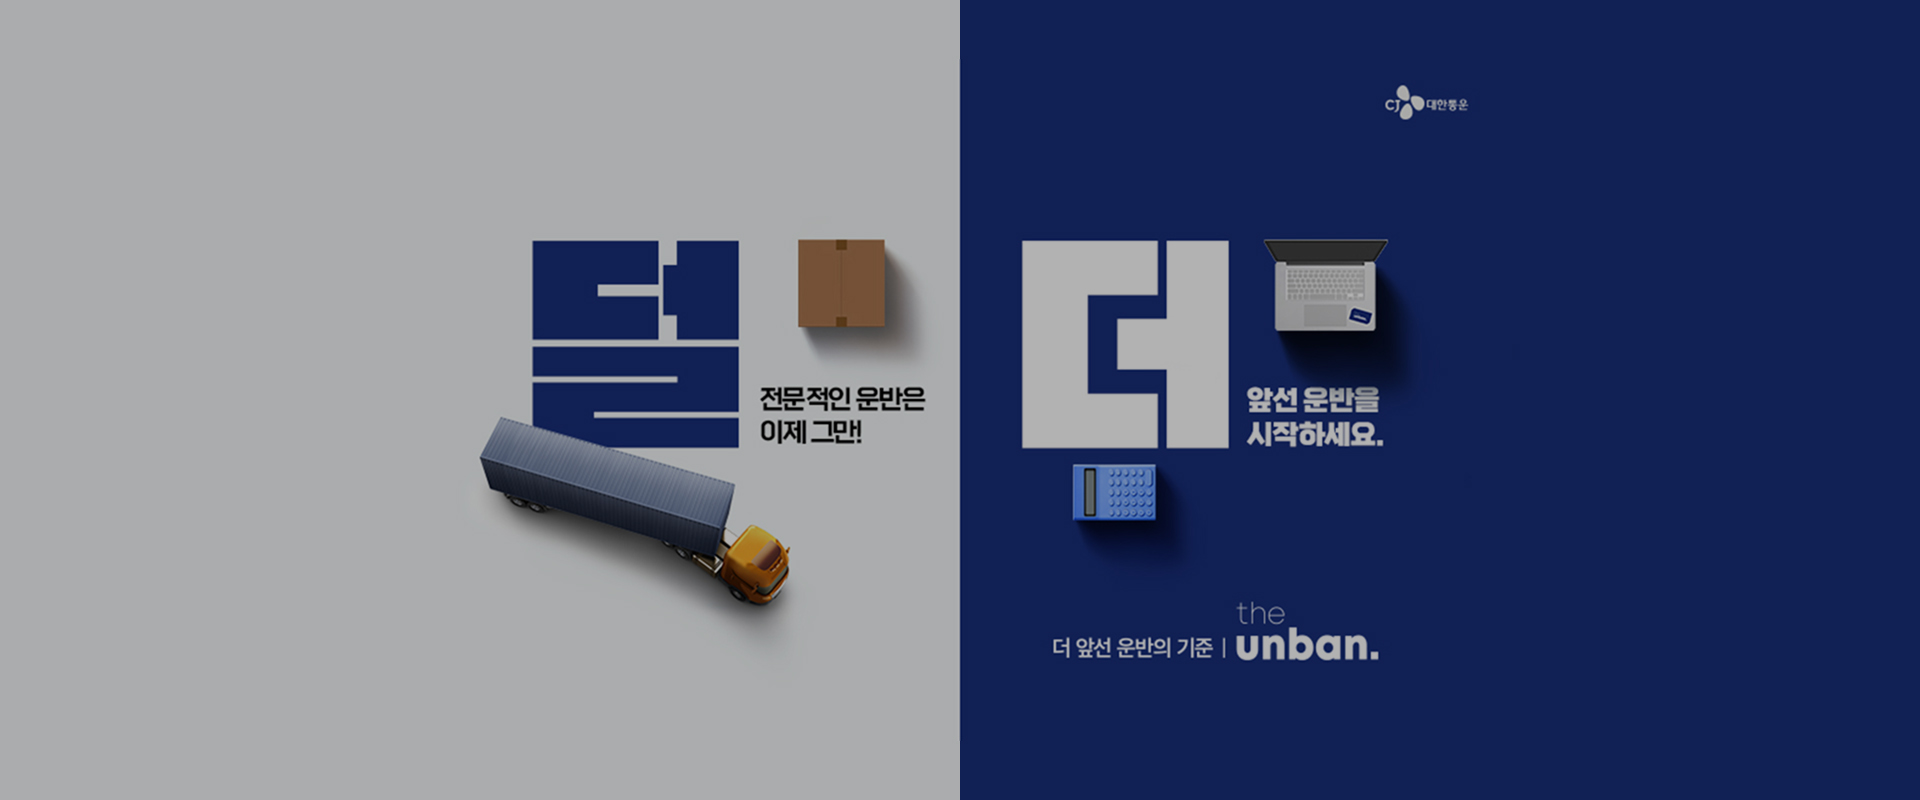 덜
전문적인 운반은
이제 그만!
CJ 대한통운
더
앞선 운반을
시작하세요.
the
더 앞선 운반의 기준 | unban.